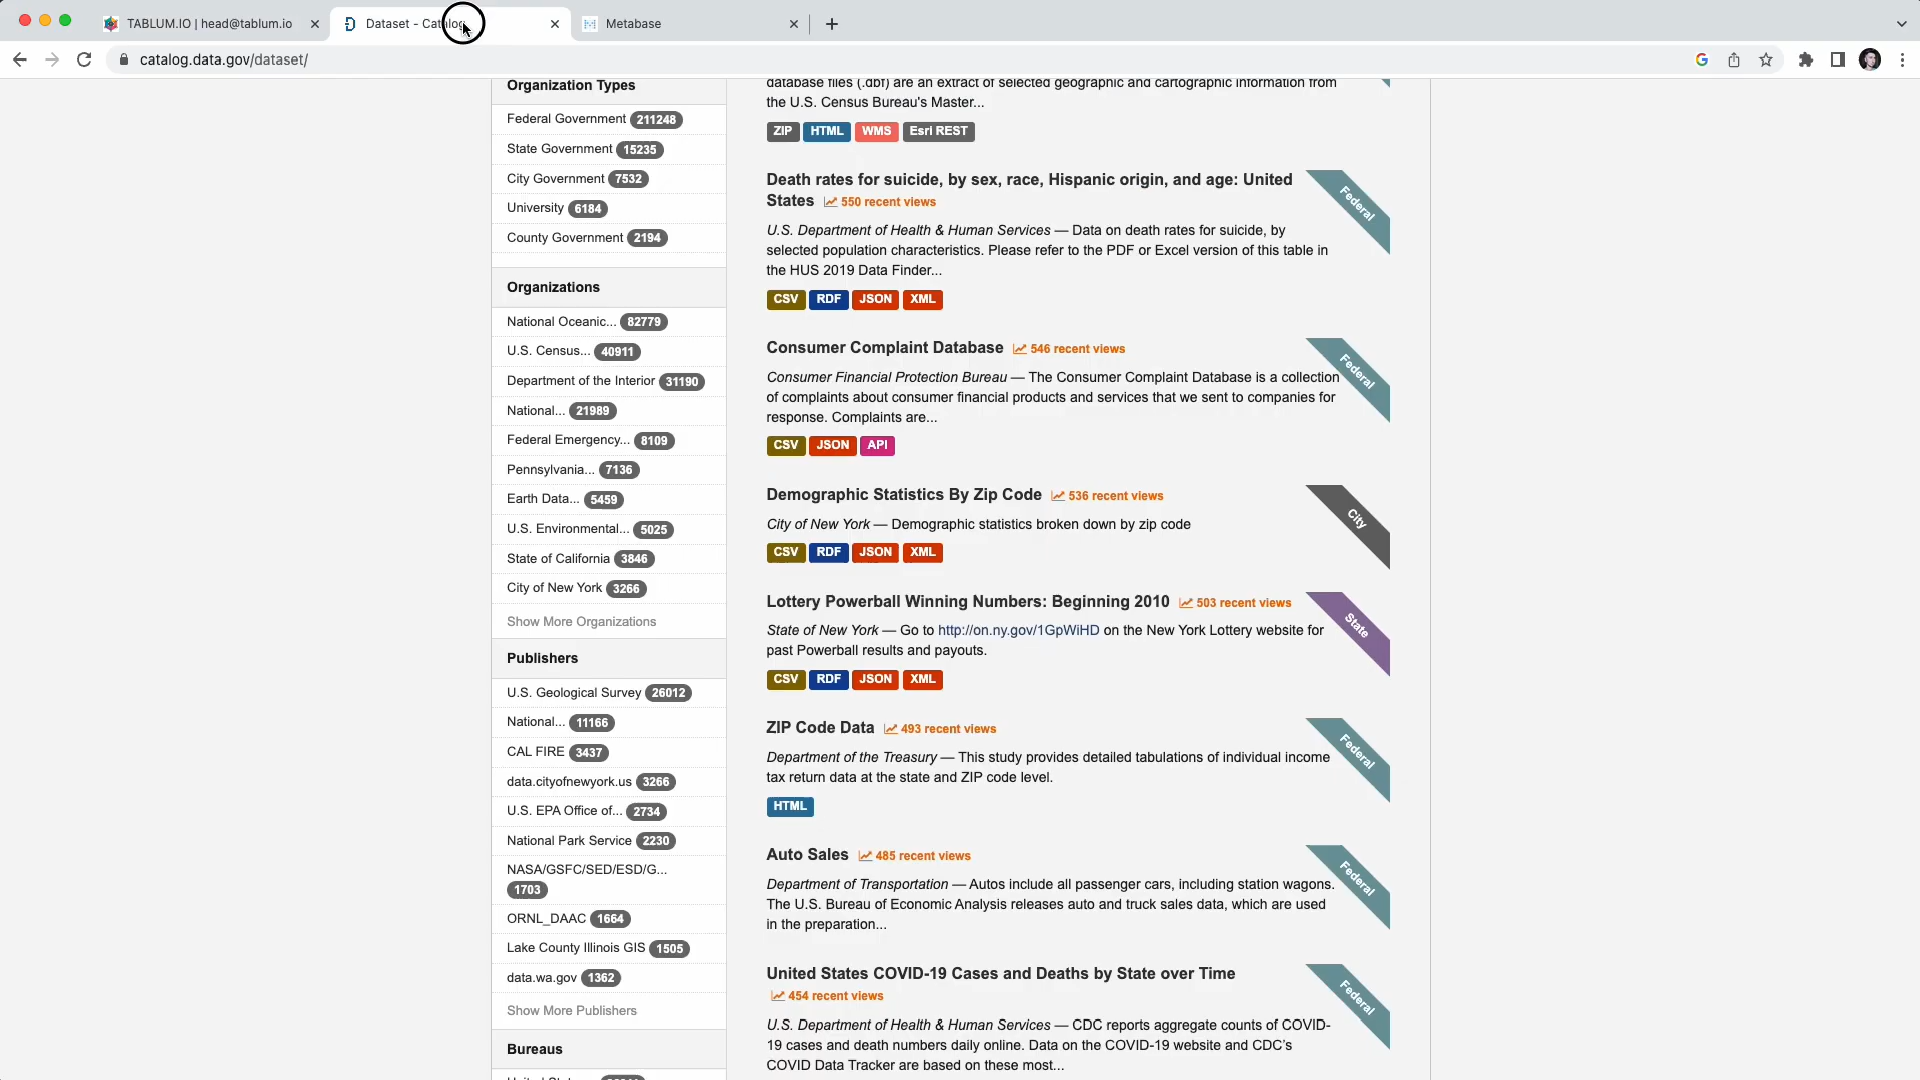 TABLUM.IO | head@tablum.io
Dataset - Catalog
Metabase
catalog.data.gov/dataset/
Organization Types
Federal Government 211248
State Government 15235
City Government 7532
University 6184
County Government 2194
Organizations
National Oceanic... 82779
U.S. Census... 40911
Department of the Interior 31190
National... 21989
Federal Emergency... 8109
Pennsylvania... 7136
Earth Data... 5459
U.S. Environmental... 5025
State of California 3846
City of New York 3266
Show More Organizations
Publishers
U.S. Geological Survey 26012
National... 11166
CAL FIRE 3437
data.cityofnewyork.us 3266
U.S. EPA Office of... 2734
National Park Service 2230
NASA/GSFC/SED/ESD/G...
1703
ORNL_DAAC 1664
Lake County Illinois GIS 1505
data.wa.gov 1362
Show More Publishers
Bureaus
database files (.dbf) are an extract of selected geographic and cartographic information from
the U.S. Census Bureau's Master...
ZIP HTML WMS Esri REST
Death rates for suicide, by sex, race, Hispanic origin, and age: United
States 550 recent views
Federal
U.S. Department of Health & Human Services — Data on death rates for suicide, by
selected population characteristics. Please refer to the PDF or Excel version of this table in
the HUS 2019 Data Finder...
CSV RDF JSON XML
Consumer Complaint Database 546 recent views
Federal
Consumer Financial Protection Bureau — The Consumer Complaint Database is a collection
of complaints about consumer financial products and services that we sent to companies for
response. Complaints are...
CSV JSON API
Demographic Statistics By Zip Code 536 recent views
City
City of New York — Demographic statistics broken down by zip code
CSV RDF JSON XML
Lottery Powerball Winning Numbers: Beginning 2010 503 recent views
State
State of New York — Go to http://on.ny.gov/1GpWiHD on the New York Lottery website for
past Powerball results and payouts.
CSV RDF JSON XML
ZIP Code Data 493 recent views
Federal
Department of the Treasury — This study provides detailed tabulations of individual income
tax return data at the state and ZIP code level.
HTML
Auto Sales 485 recent views
Federal
Department of Transportation — Autos include all passenger cars, including station wagons.
The U.S. Bureau of Economic Analysis releases auto and truck sales data, which are used
in the preparation...
United States COVID-19 Cases and Deaths by State over Time
454 recent views
Federal
U.S. Department of Health & Human Services — CDC reports aggregate counts of COVID-
19 cases and death numbers daily online. Data on the COVID-19 website and CDC's
COVID Data Tracker are based on these most...